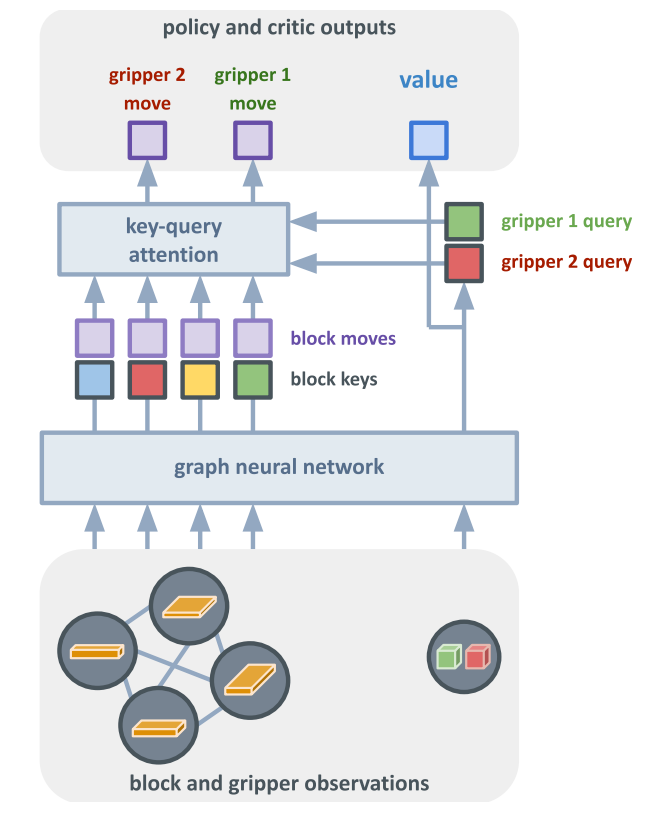 policy and critic outputs
gripper 2
move
gripper 1
move
value
key-query
attention
gripper 1 query
gripper 2 query
block moves
block keys
graph neural network
block and gripper observations